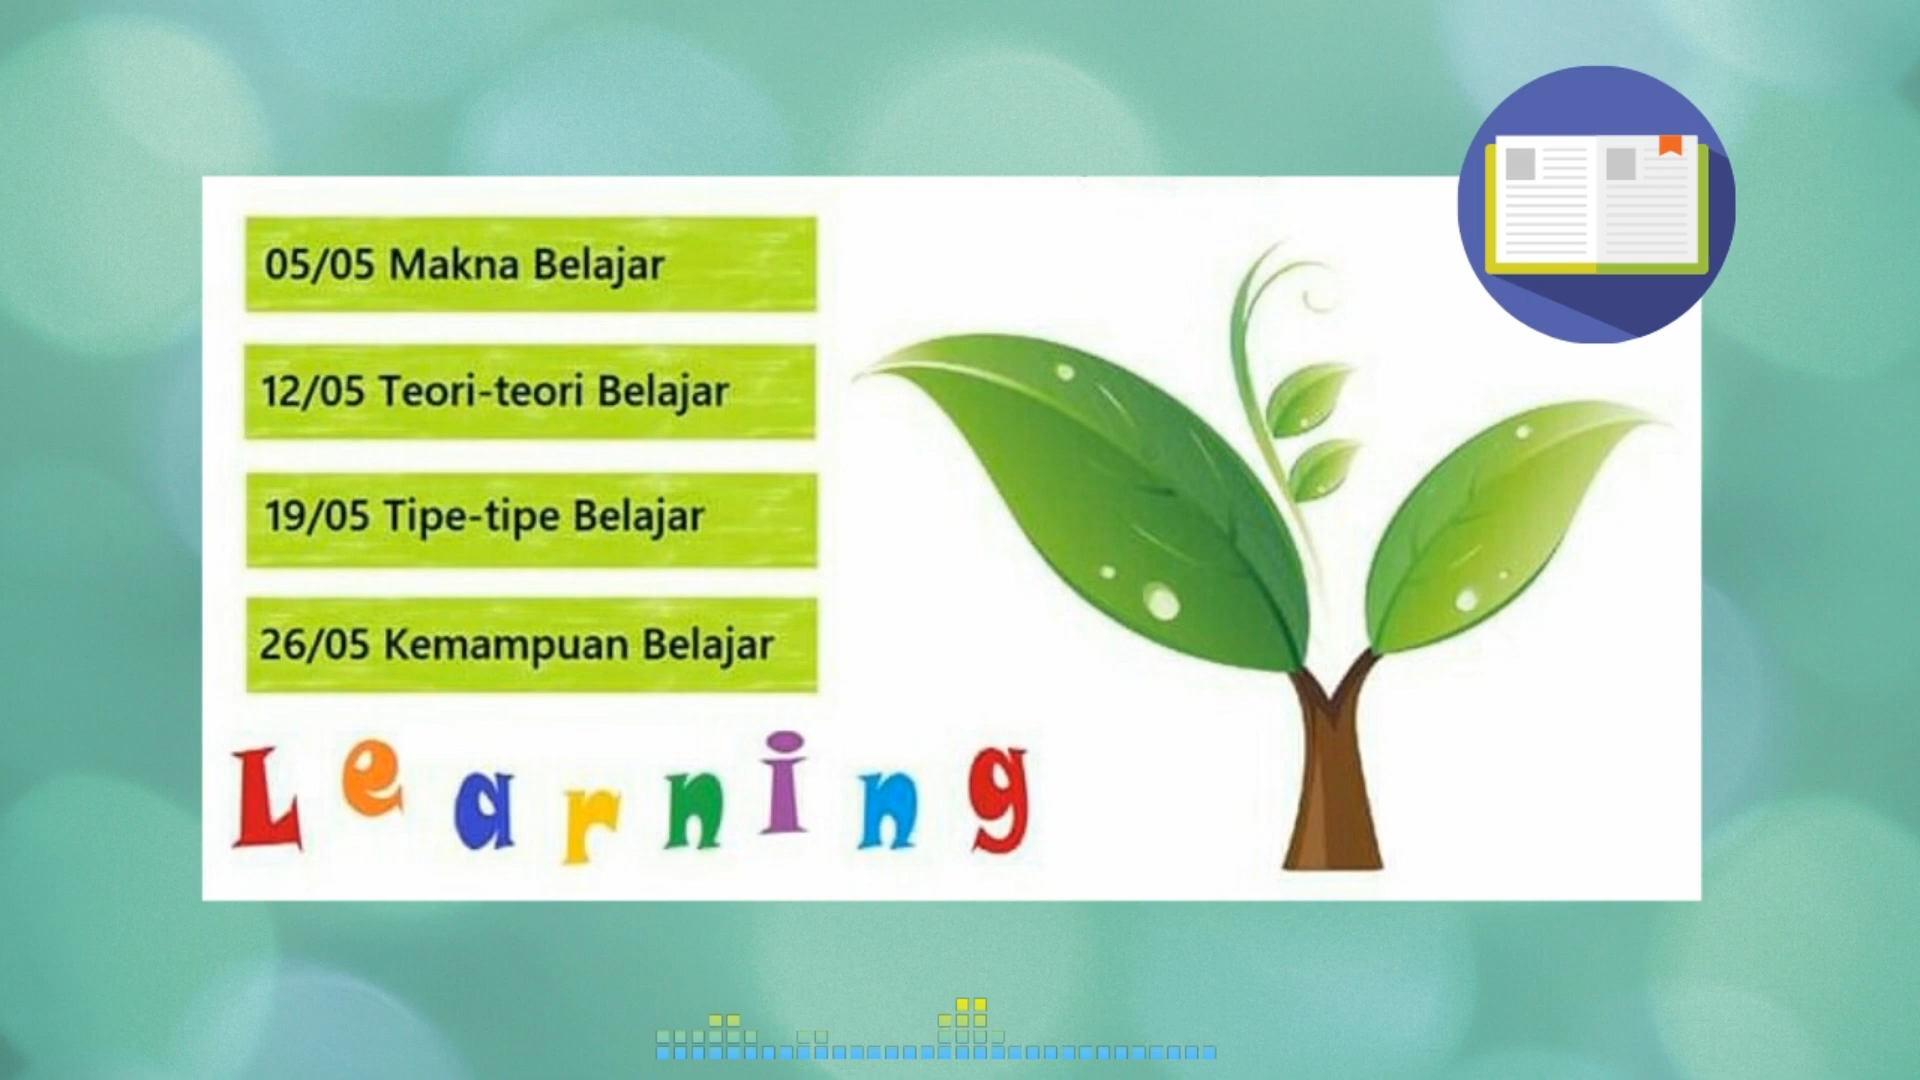 05/05 Makna Belajar
12/05 Teori-teori Belajar
19/05 Tipe-tipe Belajar
26/05 Kemampuan Belajar
Learning